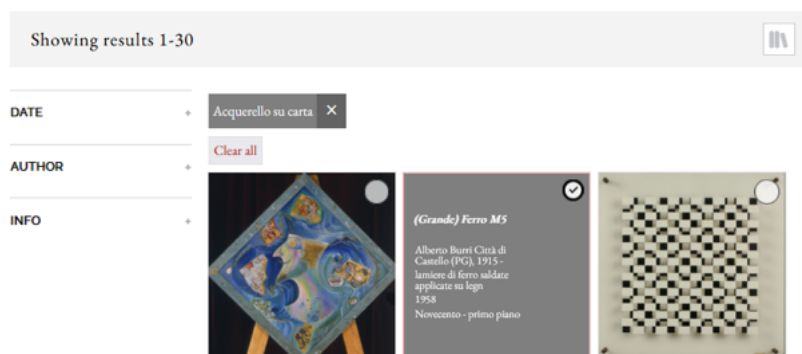 Showing results 1-30
DATE +
Acquerello su carta ×
Clear all
AUTHOR +
INFO +
(Grande) Ferro M5
Alberto Burri Città di
Castello (PG), 1915 -
lamiere di ferro saldate
applicate su legn
1958
Novecento - primo piano